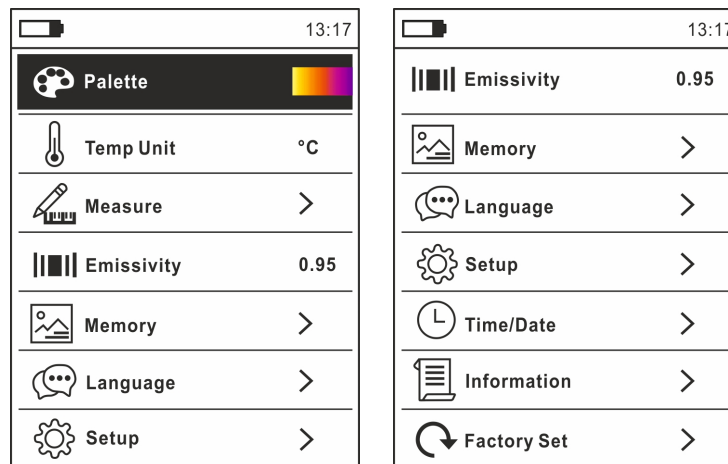 13:17
Palette
Temp Unit °C
Measure
Emissivity 0.95
Memory
Language
Setup
13:17
Emissivity 0.95
Memory
Language
Setup
Time/Date
Information
Factory Set